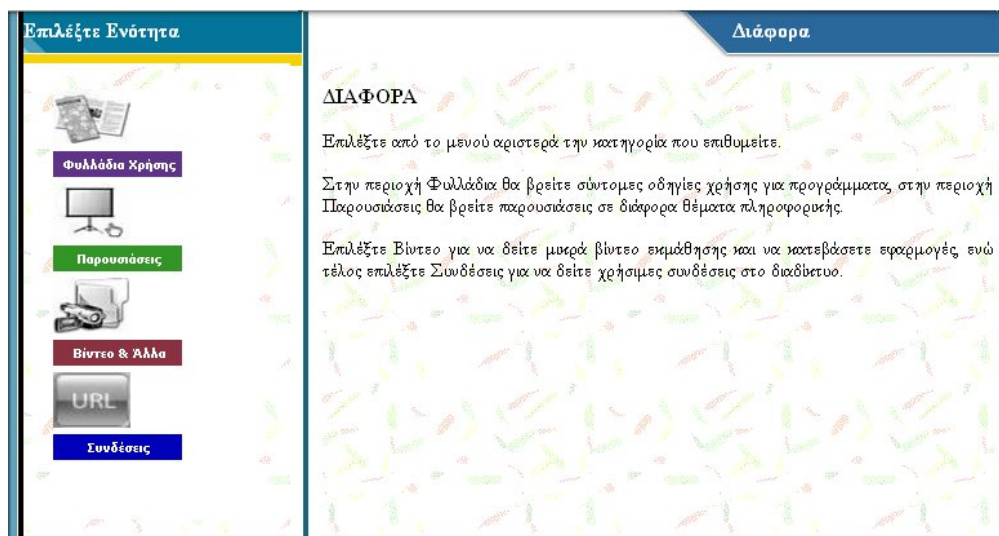 Επιλέξτε Ενότητα
Διάφορα
Φυλλάδια Χρήσης
Παρουσιάσεις
Βίντεο & Άλλα
URL
Συνδέσεις
ΔΙΑΦΟΡΑ
Επιλέξτε από το μενού αριστερά την κατηγορία που επιθυμείτε.
Στην περιοχή Φυλλάδια θα βρείτε σύντομες οδηγίες χρήσης για προγράμματα, στην περιοχή
Παρουσιάσεις θα βρείτε παρουσιάσεις σε διάφορα θέματα πληροφορικής.
Επιλέξτε Βίντεο για να δείτε μικρά βίντεο εκμάθησης και να κατεβάσετε εφαρμογές, ενώ
τέλος επιλέξτε Συνδέσεις για να δείτε χρήσιμες συνδέσεις στο διαδίκτυο.